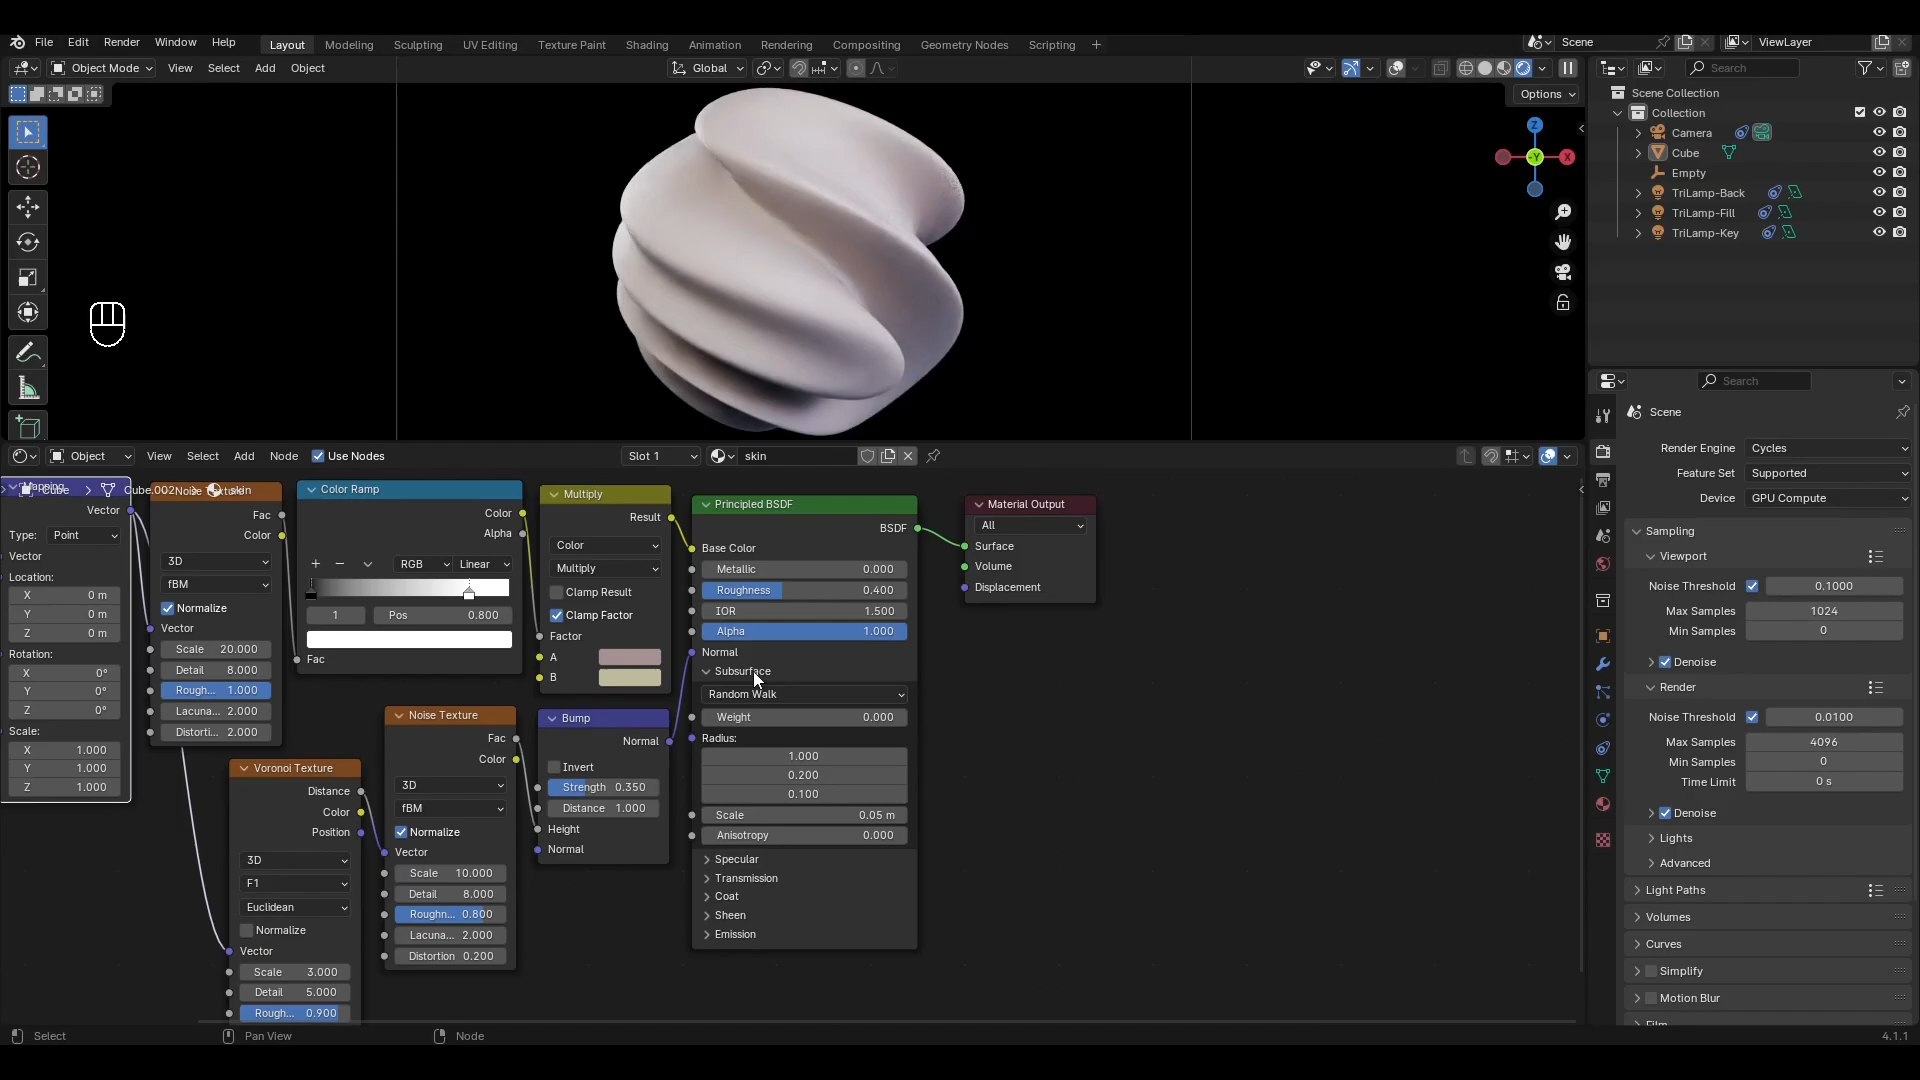 File Edit Render Window Help Layout Modeling Sculpting UV Editing Texture Paint Shading Animation Rendering Compositing Geometry Nodes Scripting + Scene ViewLayer
Object Mode View Select Add Object Global Search
Options
Z
X
-Y
Scene Collection
Collection
Camera
Cube
Empty
TriLamp-Back
TriLamp-Fill
TriLamp-Key
Object View Select Add Node Use Nodes Slot 1 skin
Cube > Cube.002 > skin
Mapping
Vector
Type: Point
Vector
Location:
X 0 m
Y 0 m
Z 0 m
Rotation:
X 0°
Y 0°
Z 0°
Scale:
X 1.000
Y 1.000
Z 1.000
Noise Texture
Fac
Color
3D
fBM
Normalize
Vector
Scale 20.000
Detail 8.000
Rough... 1.000
Lacuna... 2.000
Distorti... 2.000
Color Ramp
Color
Alpha
+ − RGB Linear
1 Pos 0.800
Fac
Multiply
Result
Color
Multiply
Clamp Result
Clamp Factor
Factor
A
B
Voronoi Texture
Distance
Color
Position
3D
F1
Euclidean
Normalize
Vector
Scale 3.000
Detail 5.000
Rough... 0.900
Noise Texture
Fac
Color
3D
fBM
Normalize
Vector
Scale 10.000
Detail 8.000
Roughn... 0.800
Lacuna... 2.000
Distortion 0.200
Bump
Normal
Invert
Strength 0.350
Distance 1.000
Height
Normal
Principled BSDF
BSDF
Base Color
Metallic 0.000
Roughness 0.400
IOR 1.500
Alpha 1.000
Normal
Subsurface
Random Walk
Weight 0.000
Radius:
1.000
0.200
0.100
Scale 0.05 m
Anisotropy 0.000
Specular
Transmission
Coat
Sheen
Emission
Material Output
All
Surface
Volume
Displacement
Search
Scene
Render Engine Cycles
Feature Set Supported
Device GPU Compute
Sampling
Viewport
Noise Threshold 0.1000
Max Samples 1024
Min Samples 0
Denoise
Render
Noise Threshold 0.0100
Max Samples 4096
Min Samples 0
Time Limit 0 s
Denoise
Lights
Advanced
Light Paths
Volumes
Curves
Simplify
Motion Blur
Film
Select Pan View Node 4.1.1